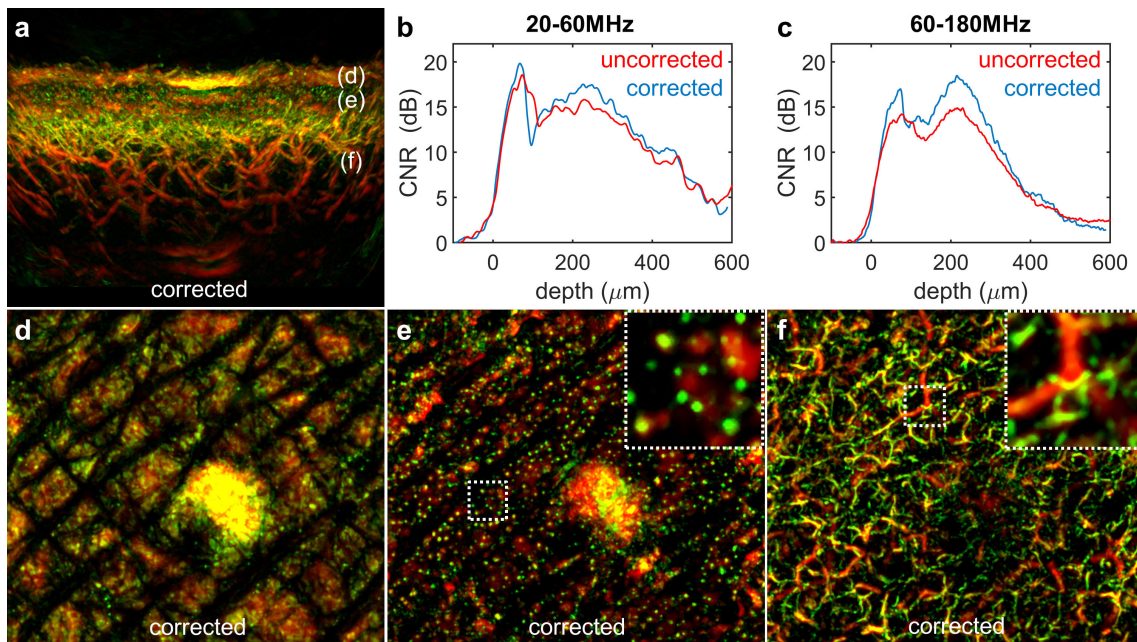 a
(d)
(e)
(f)
corrected
b
20-60MHz
uncorrected
corrected
CNR (dB)
20
15
10
5
0
0
200
400
600
depth (μm)
c
60-180MHz
uncorrected
corrected
CNR (dB)
20
15
10
5
0
0
200
400
600
depth (μm)
d
corrected
e
corrected
f
corrected